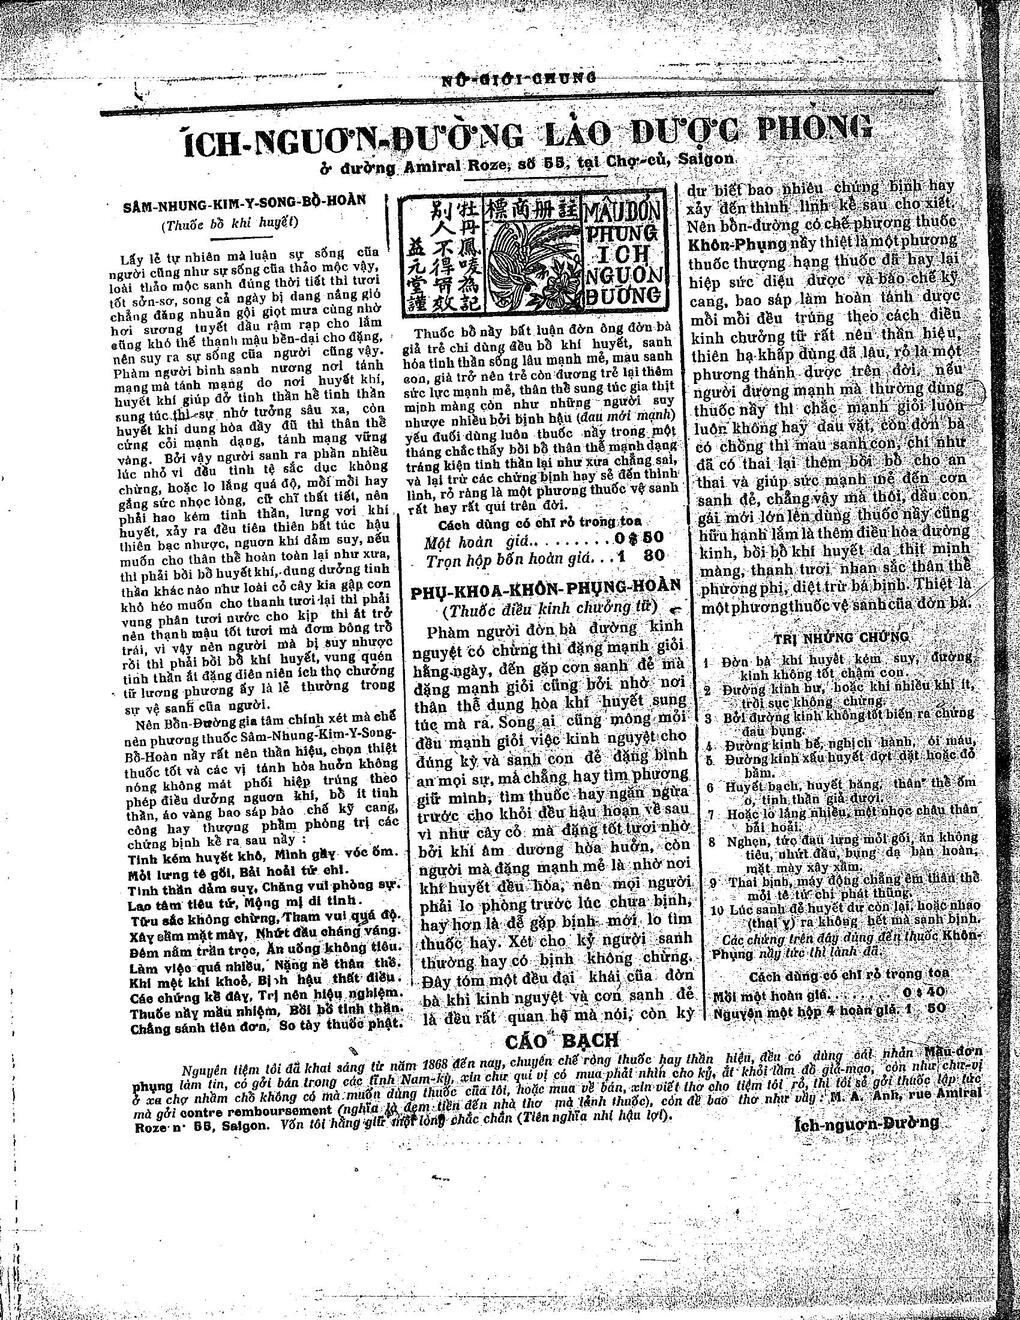 NỮ-GIỚI-CHUNG
ÍCH-NGUƠN-ĐƯỜNG LÃO DƯỢC PHÒNG
ở đường Amiral Roze, số 55, tại Chợ-cũ, Saigon
SÂM-NHUNG-KIM-Y-SONG-BỔ-HOÀN
(Thuốc bổ khí huyết)
Lấy lẽ tự nhiên mà luận sự sống của
người cũng như sự sống của thảo mộc vậy,
loài thảo mộc sanh đúng thời tiết thì tươi
tốt sởn-sơ, song cả ngày bị dang nắng gió
chẳng đặng nhuần gội giọt mưa cùng nhờ
hơi sương tuyết dầu rậm rạp cho lắm
cũng khó thể thạnh mậu bền-dai cho đặng,
nên suy ra sự sống của người cũng vậy.
Phàm người bình sanh nương nơi tánh
mạng mà tánh mạng do nơi huyết khí,
huyết khí giúp đỡ tinh thần hễ tinh thần
sung túc thì sự nhớ tưởng sâu xa, còn
huyết khí dung hòa đầy đủ thì thân thể
cứng cỏi mạnh dạng, tánh mạng vững
vàng. Bởi vậy người sanh ra phần nhiều
lúc nhỏ vì đều tình tệ sắc dục không
chừng, hoặc lo lắng quá độ, mỏi mỏi hay
gắng sức nhọc lòng, cữ chỉ thất tiết, nên
phải hao kém tinh thần, lưng vơi khí
huyết, xảy ra đều tiên thiên bất túc hậu
thiên bạc nhược, nguơn khí dảm suy, nếu
muốn cho thân thể hoàn toàn lại như xưa,
thì phải bồi bổ huyết khí, dung dưỡng tinh
thần khác nào như loài cỏ cây kia gặp cơn
khô héo muốn cho thanh tươi lại thì phải
vung phân tươi nước cho kịp thì ắt trở
nên thạnh mậu tốt tươi mà đơm bông trổ
trái, vì vậy nên người mà bị suy nhược
rồi thì phải bồi bổ khí huyết, vung quén
tinh thần ắt đặng diên niên ích thọ chưởng
tử lương phương ấy là lẽ thường trong
sự vệ sanh của người.
Nên Bổn-Đường gia tâm chính xét mà chế
nên phương thuốc Sâm-Nhung-Kim-Y-Song-
Bổ-Hoàn nầy rất nên thần hiệu, chọn thiệt
thuốc tốt và các vị tánh hòa huởn không
nóng không mát phối hiệp trúng theo
phép điều dưỡng nguơn khí, bổ ít tinh
thần, áo vàng bao sáp bào chế kỹ cang,
công hay thượng phẩm phòng trị các
chứng bịnh kể ra sau nầy :
Tinh kém huyết khô, Mình gầy vóc ốm.
Mỏi lưng tê gối, Bải hoải tứ chi.
Tinh thần dảm suy, Chẳng vui phòng sự.
Lao tâm tiêu tứ, Mộng mị di tinh.
Tửu sắc không chừng, Tham vui quá độ.
Xây sẩm mặt mày, Nhứt đầu cháng váng.
Đêm nằm trằn trọc, Ăn uống không tiêu.
Làm việc quá nhiều, Nặng nề thân thể.
Khí mệt khí khoẻ, Bịnh hậu thất điều.
Các chứng kể đây, Trị nên hiệu nghiệm.
Thuốc nầy mầu nhiệm, Bồi bổ tinh thần.
Chẳng sánh tiên đơn, So tày thuốc phật.
牡丹鳳唛為記
別人不得冐效
益元堂謹
標商册註
MẪU ĐƠN
PHỤNG
ÍCH
NGUƠN
ĐƯỜNG
Thuốc bổ nầy bất luận đờn ông đờn bà
già trẻ chi dùng đều bổ khí huyết, sanh
hóa tinh thần sống lâu mạnh mẻ, mau sanh
con, già trở nên trẻ còn đương trẻ lại thêm
sức lực mạnh mẻ, thân thể sung túc gia thịt
mịnh màng còn như những người suy
nhược nhiều bởi bịnh hậu (đau mới mạnh)
yếu đuối dùng luôn thuốc nầy trong một
tháng chắc thấy bồi bổ thân thể mạnh dạng
tráng kiện tinh thần lại như xưa chẳng sai,
và lại trừ các chứng bịnh hay sẽ đến thình
lình, rỏ ràng là một phương thuốc vệ sanh
rất hay rất quí trên đời.
Cách dùng có chỉ rỏ trong toa
Một hoàn giá.......... 0 $ 50
Trọn hộp bốn hoàn giá... 1 80
PHỤ-KHOA-KHÔN-PHỤNG-HOÀN
(Thuốc điều kinh chưởng tử)
Phàm người đờn bà đường kinh
nguyệt có chừng thì đặng mạnh giỏi
hằng-ngày, đến gặp cơn sanh đẻ mà
đặng mạnh giỏi cũng bởi nhờ nơi
thân thể dung hòa khí huyết sung
túc mà ra. Song ai cũng mông mỏi
đều mạnh giỏi việc kinh nguyệt cho
đúng kỳ và sanh con đẻ đặng bình
an mọi sự, mà chẳng hay tìm phương
giữ mình, tìm thuốc hay ngăn ngừa
trước cho khỏi đều hậu hoạn về sau
vì như cây cỏ mà đặng tốt tươi nhờ
bởi khí âm dương hòa huởn, còn
người mà đặng mạnh mẻ là nhờ nơi
khí huyết đều hòa, nên mọi người
phải lo phòng trước lúc chưa bịnh,
hay hơn là để gặp bịnh mới lo tìm
thuốc hay. Xét cho kỷ người sanh
thường hay có bịnh không chừng.
Đây tóm một đều đại khái của đờn
bà khi kinh nguyệt và cơn sanh đẻ
là đều rất quan hệ mà nói, còn kỳ
dư biết bao nhiêu chứng bịnh hay
xảy đến thình lình kể sau cho xiết.
Nên bổn-đường có chế phương thuốc
Khôn-Phụng nầy thiệt là một phương
thuốc thượng hạng thuốc đã hay lại
hiệp sức diệu dược và bào chế kỷ
cang, bao sáp làm hoàn tánh dược
mỗi mỗi đều trúng theo cách điều
kinh chưởng tử rất nên thần hiệu,
thiên hạ khắp dùng đã lâu, rỏ là một
phương thánh dược trên đời, nếu
người đương mạnh mà thường dùng
thuốc nầy thì chắc mạnh giỏi luôn
luôn không hay đau vặt, còn đờn bà
có chồng thì mau sanh con, chi như
đã có thai lại thêm bồi bổ cho an
thai và giúp sức mạnh mẻ đến cơn
sanh đẻ, chẳng vậy mà thôi, dầu con
gái mới lớn lên dùng thuốc nầy cũng
hữu hạnh lắm là thêm điều hòa đường
kinh, bồi bổ khí huyết da thịt mịnh
màng, thạnh tươi nhan sắc thân thể
phương phi, diệt trừ bá bịnh. Thiệt là
một phương thuốc vệ sanh của đờn bà.
TRỊ NHỮNG CHỨNG
1 Đờn bà khí huyết kém suy, đường
kinh không tốt chậm con.
2 Đường kinh hư, hoặc khi nhiều khi ít,
trồi sục không chừng.
3 Bởi đường kinh không tốt biến ra chứng
đau bụng.
4 Đường kinh bế, nghịch hành, ói máu,
5 Đường kinh xấu huyết dợt dạt hoặc đỏ
bầm.
6 Huyết bạch, huyết băng, thân thể ốm
o, tinh thần giả dượi.
7 Hoặc lo lắng nhiều, mệt nhọc châu thân
bải hoải.
8 Nghẹn, tức đau lưng mỏi gối, ăn không
tiêu, nhứt đầu, bụng dạ bàn hoàn,
mặt mày xây xẩm.
9 Thai bịnh, máy động chẳng êm thân thể
mỏi tê tứ chi phát thũng.
10 Lúc sanh đẻ huyết dư còn lại, hoặc nhao
(thai y) ra không hết mà sanh bịnh.
Các chứng trên đây dùng đến thuốc Khôn-
Phụng nầy tức thì lành đã.
Cách dùng có chỉ rỏ trong toa
Mỗi một hoàn giá....... 0 $ 40
Nguyên một hộp 4 hoàn giá. 1 50
CÁO BẠCH
Nguyên tiệm tôi đã khai sáng từ năm 1868 đến nay, chuyên chế ròng thuốc hay thần hiệu, đều có dùng cái nhản Mẫu-đơn
phụng làm tin, có gởi bán trong các tỉnh Nam-kỳ, xin chư quí vị có mua phải nhìn cho kỹ, ắt khỏi lầm đồ giả-mạo, còn như chư-vị
ở xa chợ nhằm chỗ không có mà muốn dùng thuốc của tôi, hoặc mua về bán, xin viết thơ cho tiệm tôi rỏ, thì tôi sẽ gởi thuốc lập tức
mà gởi contre remboursement (nghĩa là đem tiền đến nhà thơ mà lãnh thuốc), còn đề bao thơ như vầy : M. A. Anh, rue Amiral
Roze n° 55, Saigon. Vốn tôi hằng giữ một lòng chắc chắn (Tiên nghĩa nhi hậu lợi).
Ích-nguơn-Đường